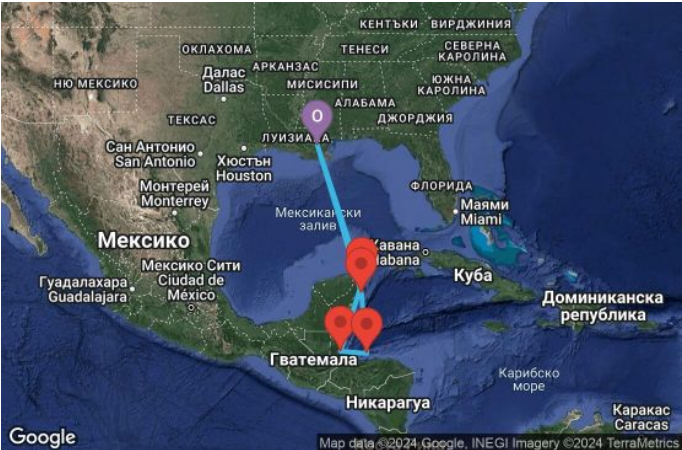 КЕНТЪКИ
ВИРДЖИНИЯ
ОКЛАХОМА
ТЕНЕСИ
СЕВЕРНА
КАРОЛИНА
АРКАНЗАС
НЮ МЕКСИКО
Далас
Dallas
МИСИСИПИ
ЮЖНА
КАРОЛИНА
АЛАБАМА
ТЕКСАС
O
ДЖОРДЖИЯ
ЛУИЗИАНА
Сан Антонио
San Antonio
Хюстън
Houston
Монтерей
Monterrey
ФЛОРИДА
Маями
Miami
Мексикански
залив
Мексико
Хавана
Habana
Мексико Сити
Ciudad de
México
Куба
Гуадалахара
Guadalajara
Доминиканска
република
Гватемала
Карибско
море
Никарагуа
Каракас
Caracas
Google
Map data ©2024 Google, INEGI Imagery ©2024 TerraMetrics